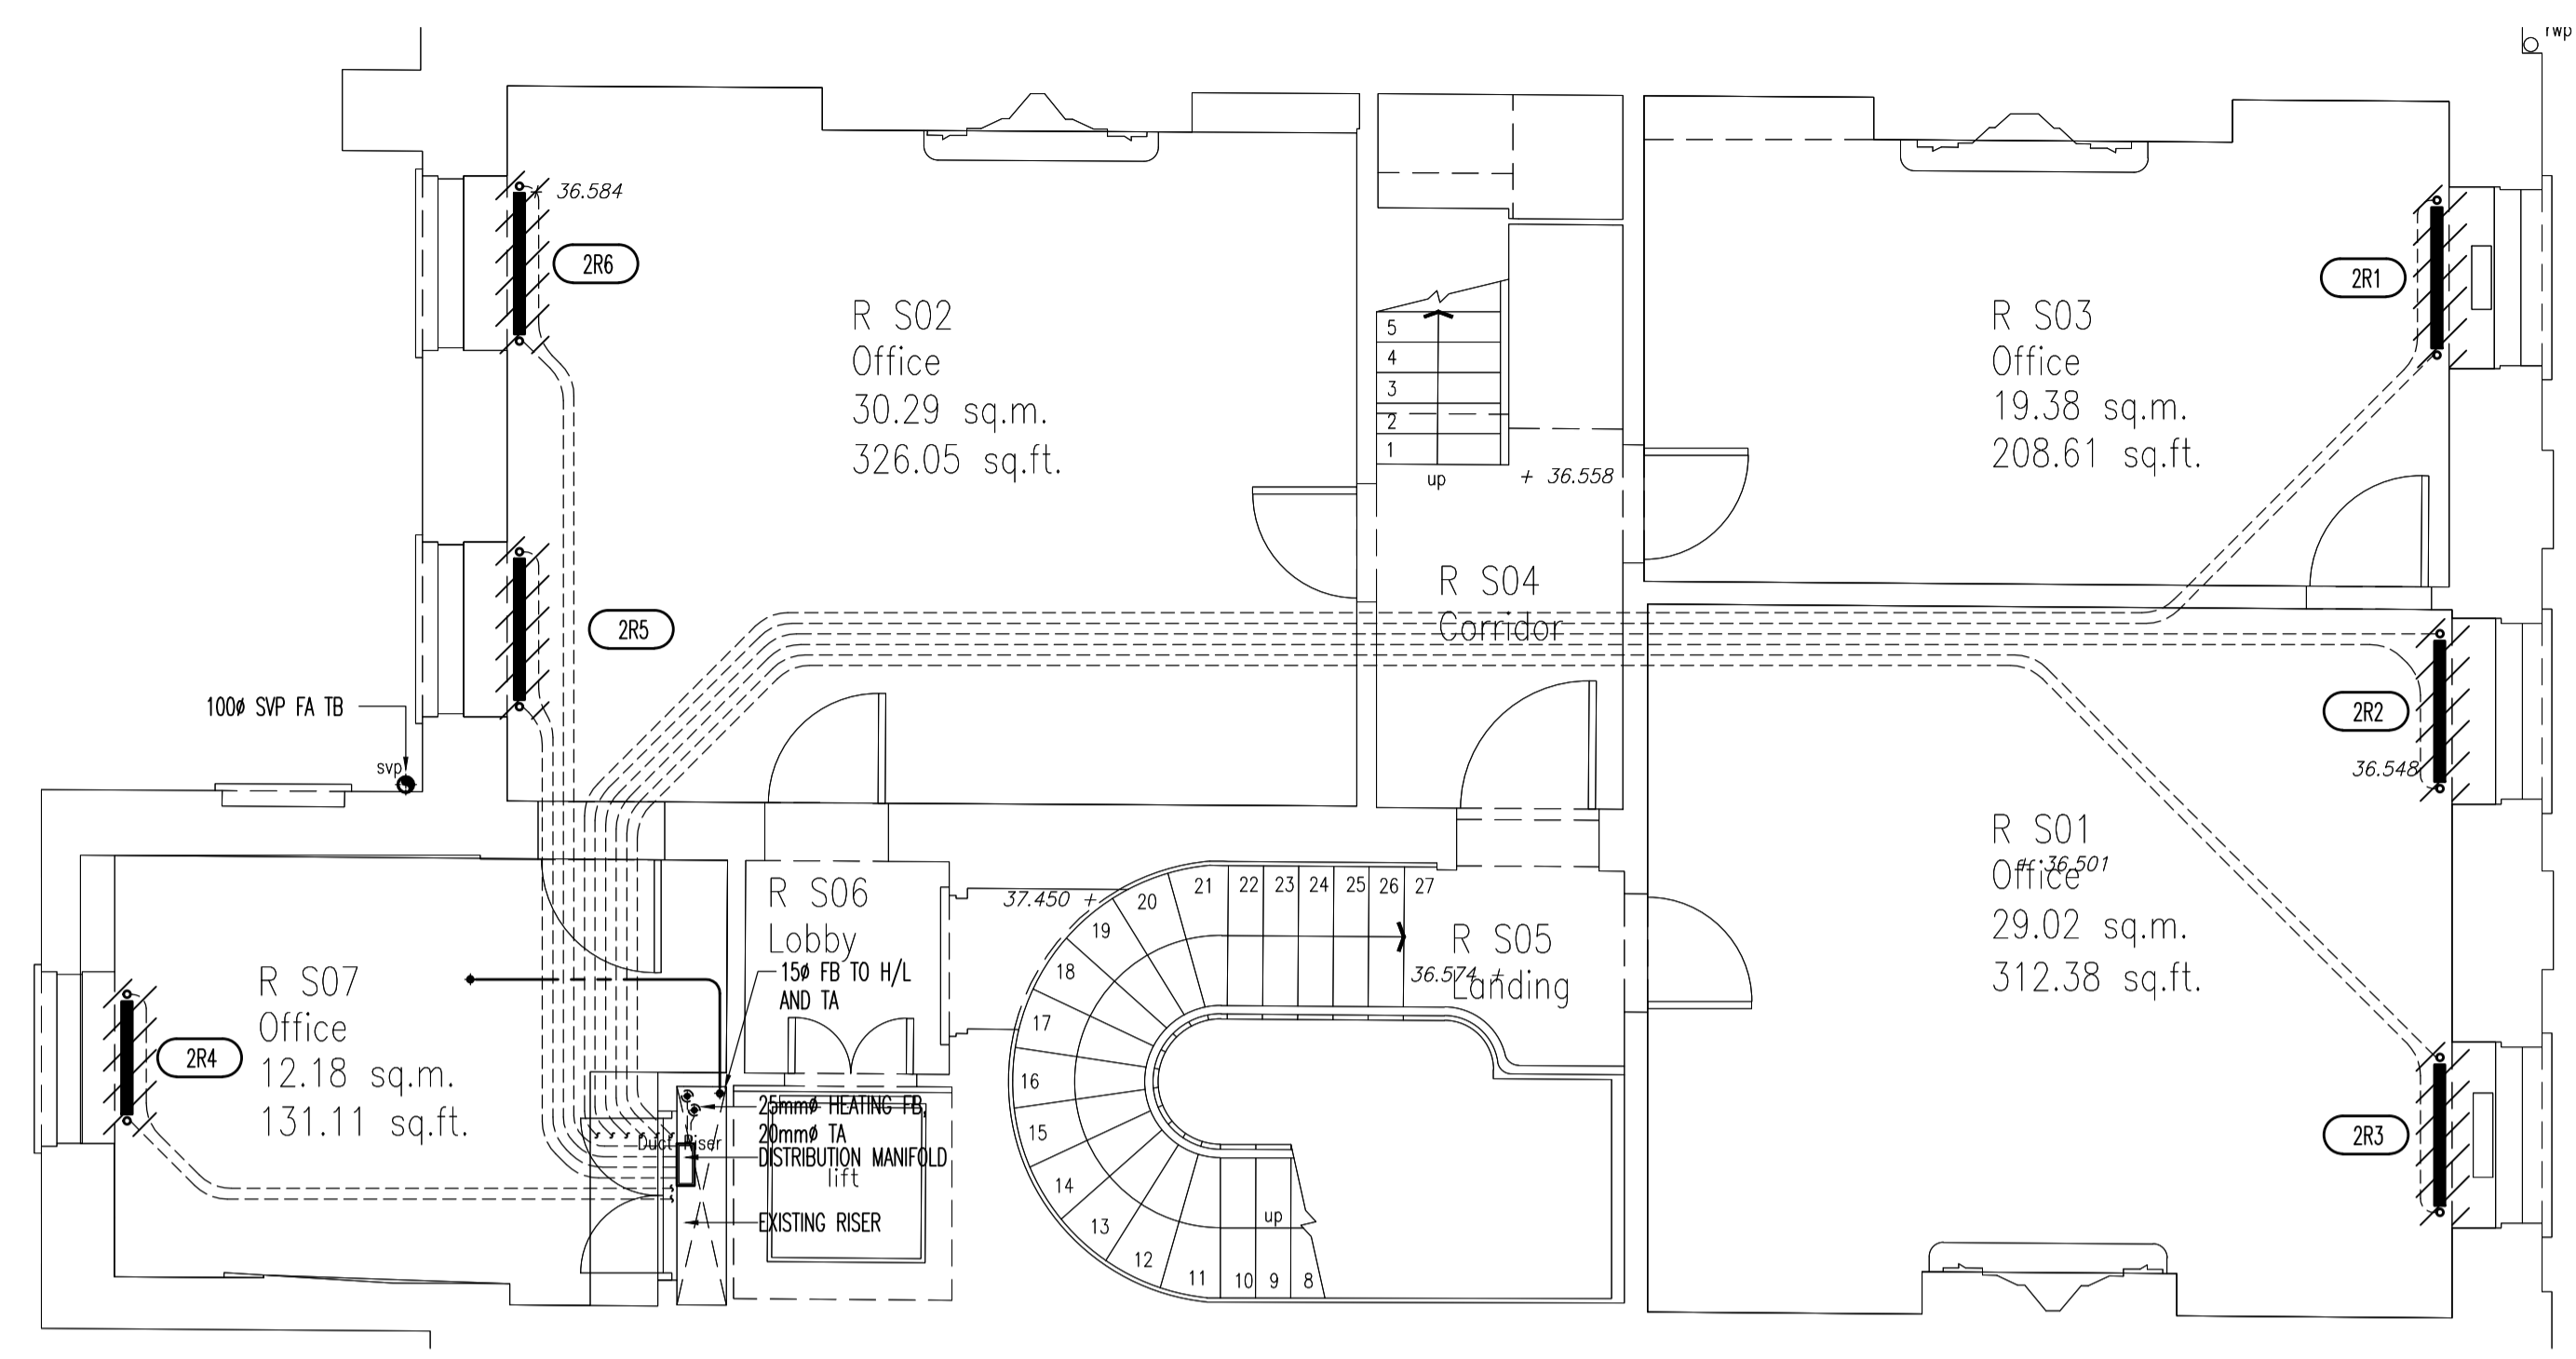 rwp
36.584
2R6
R S02
Office
30.29 sq.m.
326.05 sq.ft.
5
4
3
2
1
up
+ 36.558
R S03
Office
19.38 sq.m.
208.61 sq.ft.
2R1
2R5
R S04
Corridor
100ø SVP FA TB
svp
2R2
36.548
R S01
Office
+ 36.501
29.02 sq.m.
312.38 sq.ft.
R S06
Lobby
15ø FB TO H/L
AND TA
37.450 +
R S05
Landing
36.574 +
27
26
25
24
23
22
21
20
19
18
17
16
15
14
13
12
11
10
9
8
up
R S07
Office
12.18 sq.m.
131.11 sq.ft.
2R4
25mmø HEATING FB,
20mmø TA
Duct Riser
DISTRIBUTION MANIFOLD
lift
EXISTING RISER
2R3